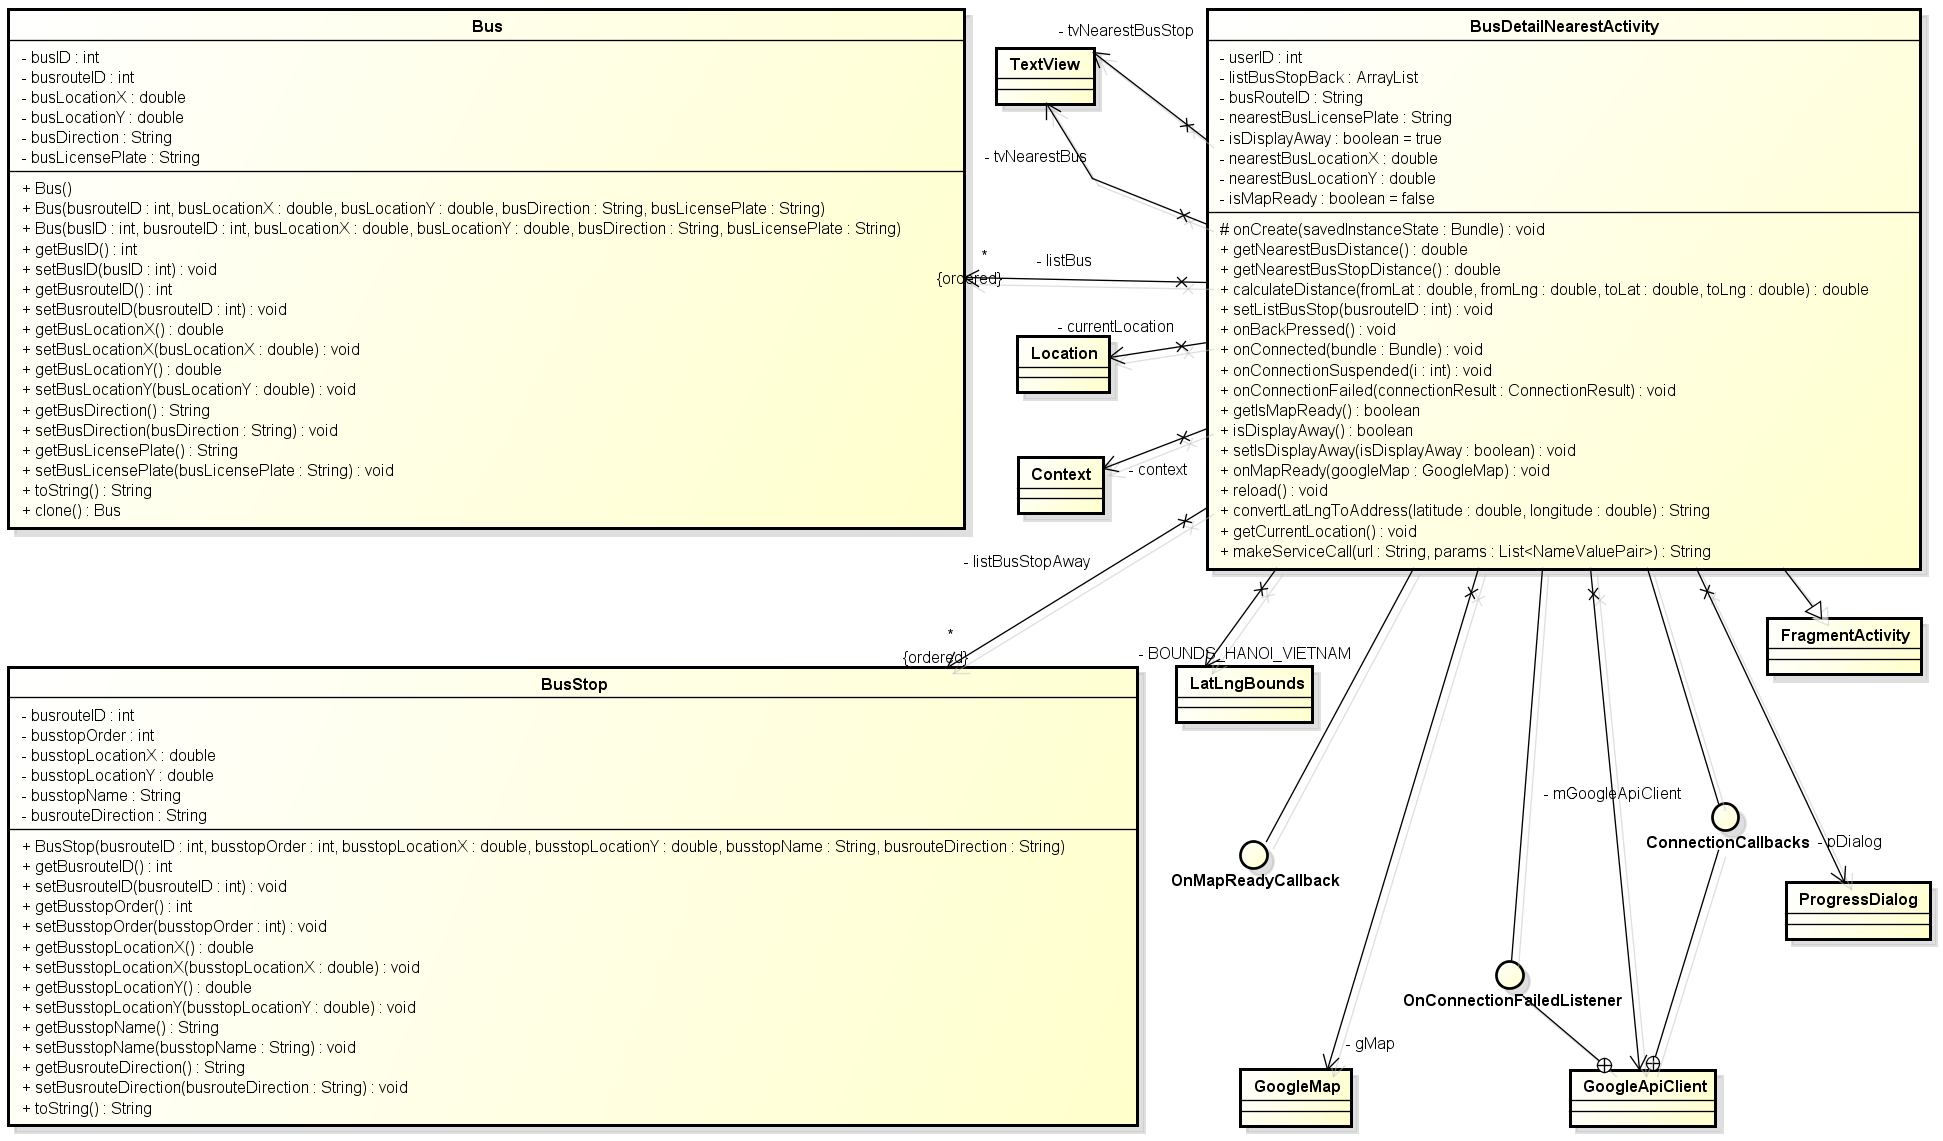 Bus
- busID : int
- busrouteID : int
- busLocationX : double
- busLocationY : double
- busDirection : String
- busLicensePlate : String
+ Bus()
+ Bus(busrouteID : int, busLocationX : double, busLocationY : double, busDirection : String, busLicensePlate : String)
+ Bus(busID : int, busrouteID : int, busLocationX : double, busLocationY : double, busDirection : String, busLicensePlate : String)
+ getBusID() : int
+ setBusID(busID : int) : void
+ getBusrouteID() : int
+ setBusrouteID(busrouteID : int) : void
+ getBusLocationX() : double
+ setBusLocationX(busLocationX : double) : void
+ getBusLocationY() : double
+ setBusLocationY(busLocationY : double) : void
+ getBusDirection() : String
+ setBusDirection(busDirection : String) : void
+ getBusLicensePlate() : String
+ setBusLicensePlate(busLicensePlate : String) : void
+ toString() : String
+ clone() : Bus
- tvNearestBusStop
TextView
- tvNearestBus
*
{ordered}
- listBus
- currentLocation
Location
Context
- context
- listBusStopAway
*
{ordered}
BusDetailNearestActivity
- userID : int
- listBusStopBack : ArrayList
- busRouteID : String
- nearestBusLicensePlate : String
- isDisplayAway : boolean = true
- nearestBusLocationX : double
- nearestBusLocationY : double
- isMapReady : boolean = false
# onCreate(savedInstanceState : Bundle) : void
+ getNearestBusDistance() : double
+ getNearestBusStopDistance() : double
+ calculateDistance(fromLat : double, fromLng : double, toLat : double, toLng : double) : double
+ setListBusStop(busrouteID : int) : void
+ onBackPressed() : void
+ onConnected(bundle : Bundle) : void
+ onConnectionSuspended(i : int) : void
+ onConnectionFailed(connectionResult : ConnectionResult) : void
+ getIsMapReady() : boolean
+ isDisplayAway() : boolean
+ setIsDisplayAway(isDisplayAway : boolean) : void
+ onMapReady(googleMap : GoogleMap) : void
+ reload() : void
+ convertLatLngToAddress(latitude : double, longitude : double) : String
+ getCurrentLocation() : void
+ makeServiceCall(url : String, params : List<NameValuePair>) : String
FragmentActivity
- BOUNDS_HANOI_VIETNAM
LatLngBounds
BusStop
- busrouteID : int
- busstopOrder : int
- busstopLocationX : double
- busstopLocationY : double
- busstopName : String
- busrouteDirection : String
+ BusStop(busrouteID : int, busstopOrder : int, busstopLocationX : double, busstopLocationY : double, busstopName : String, busrouteDirection : String)
+ getBusrouteID() : int
+ setBusrouteID(busrouteID : int) : void
+ getBusstopOrder() : int
+ setBusstopOrder(busstopOrder : int) : void
+ getBusstopLocationX() : double
+ setBusstopLocationX(busstopLocationX : double) : void
+ getBusstopLocationY() : double
+ setBusstopLocationY(busstopLocationY : double) : void
+ getBusstopName() : String
+ setBusstopName(busstopName : String) : void
+ getBusrouteDirection() : String
+ setBusrouteDirection(busrouteDirection : String) : void
+ toString() : String
- mGoogleApiClient
ConnectionCallbacks
- pDialog
OnMapReadyCallback
ProgressDialog
OnConnectionFailedListener
- gMap
GoogleMap
GoogleApiClient